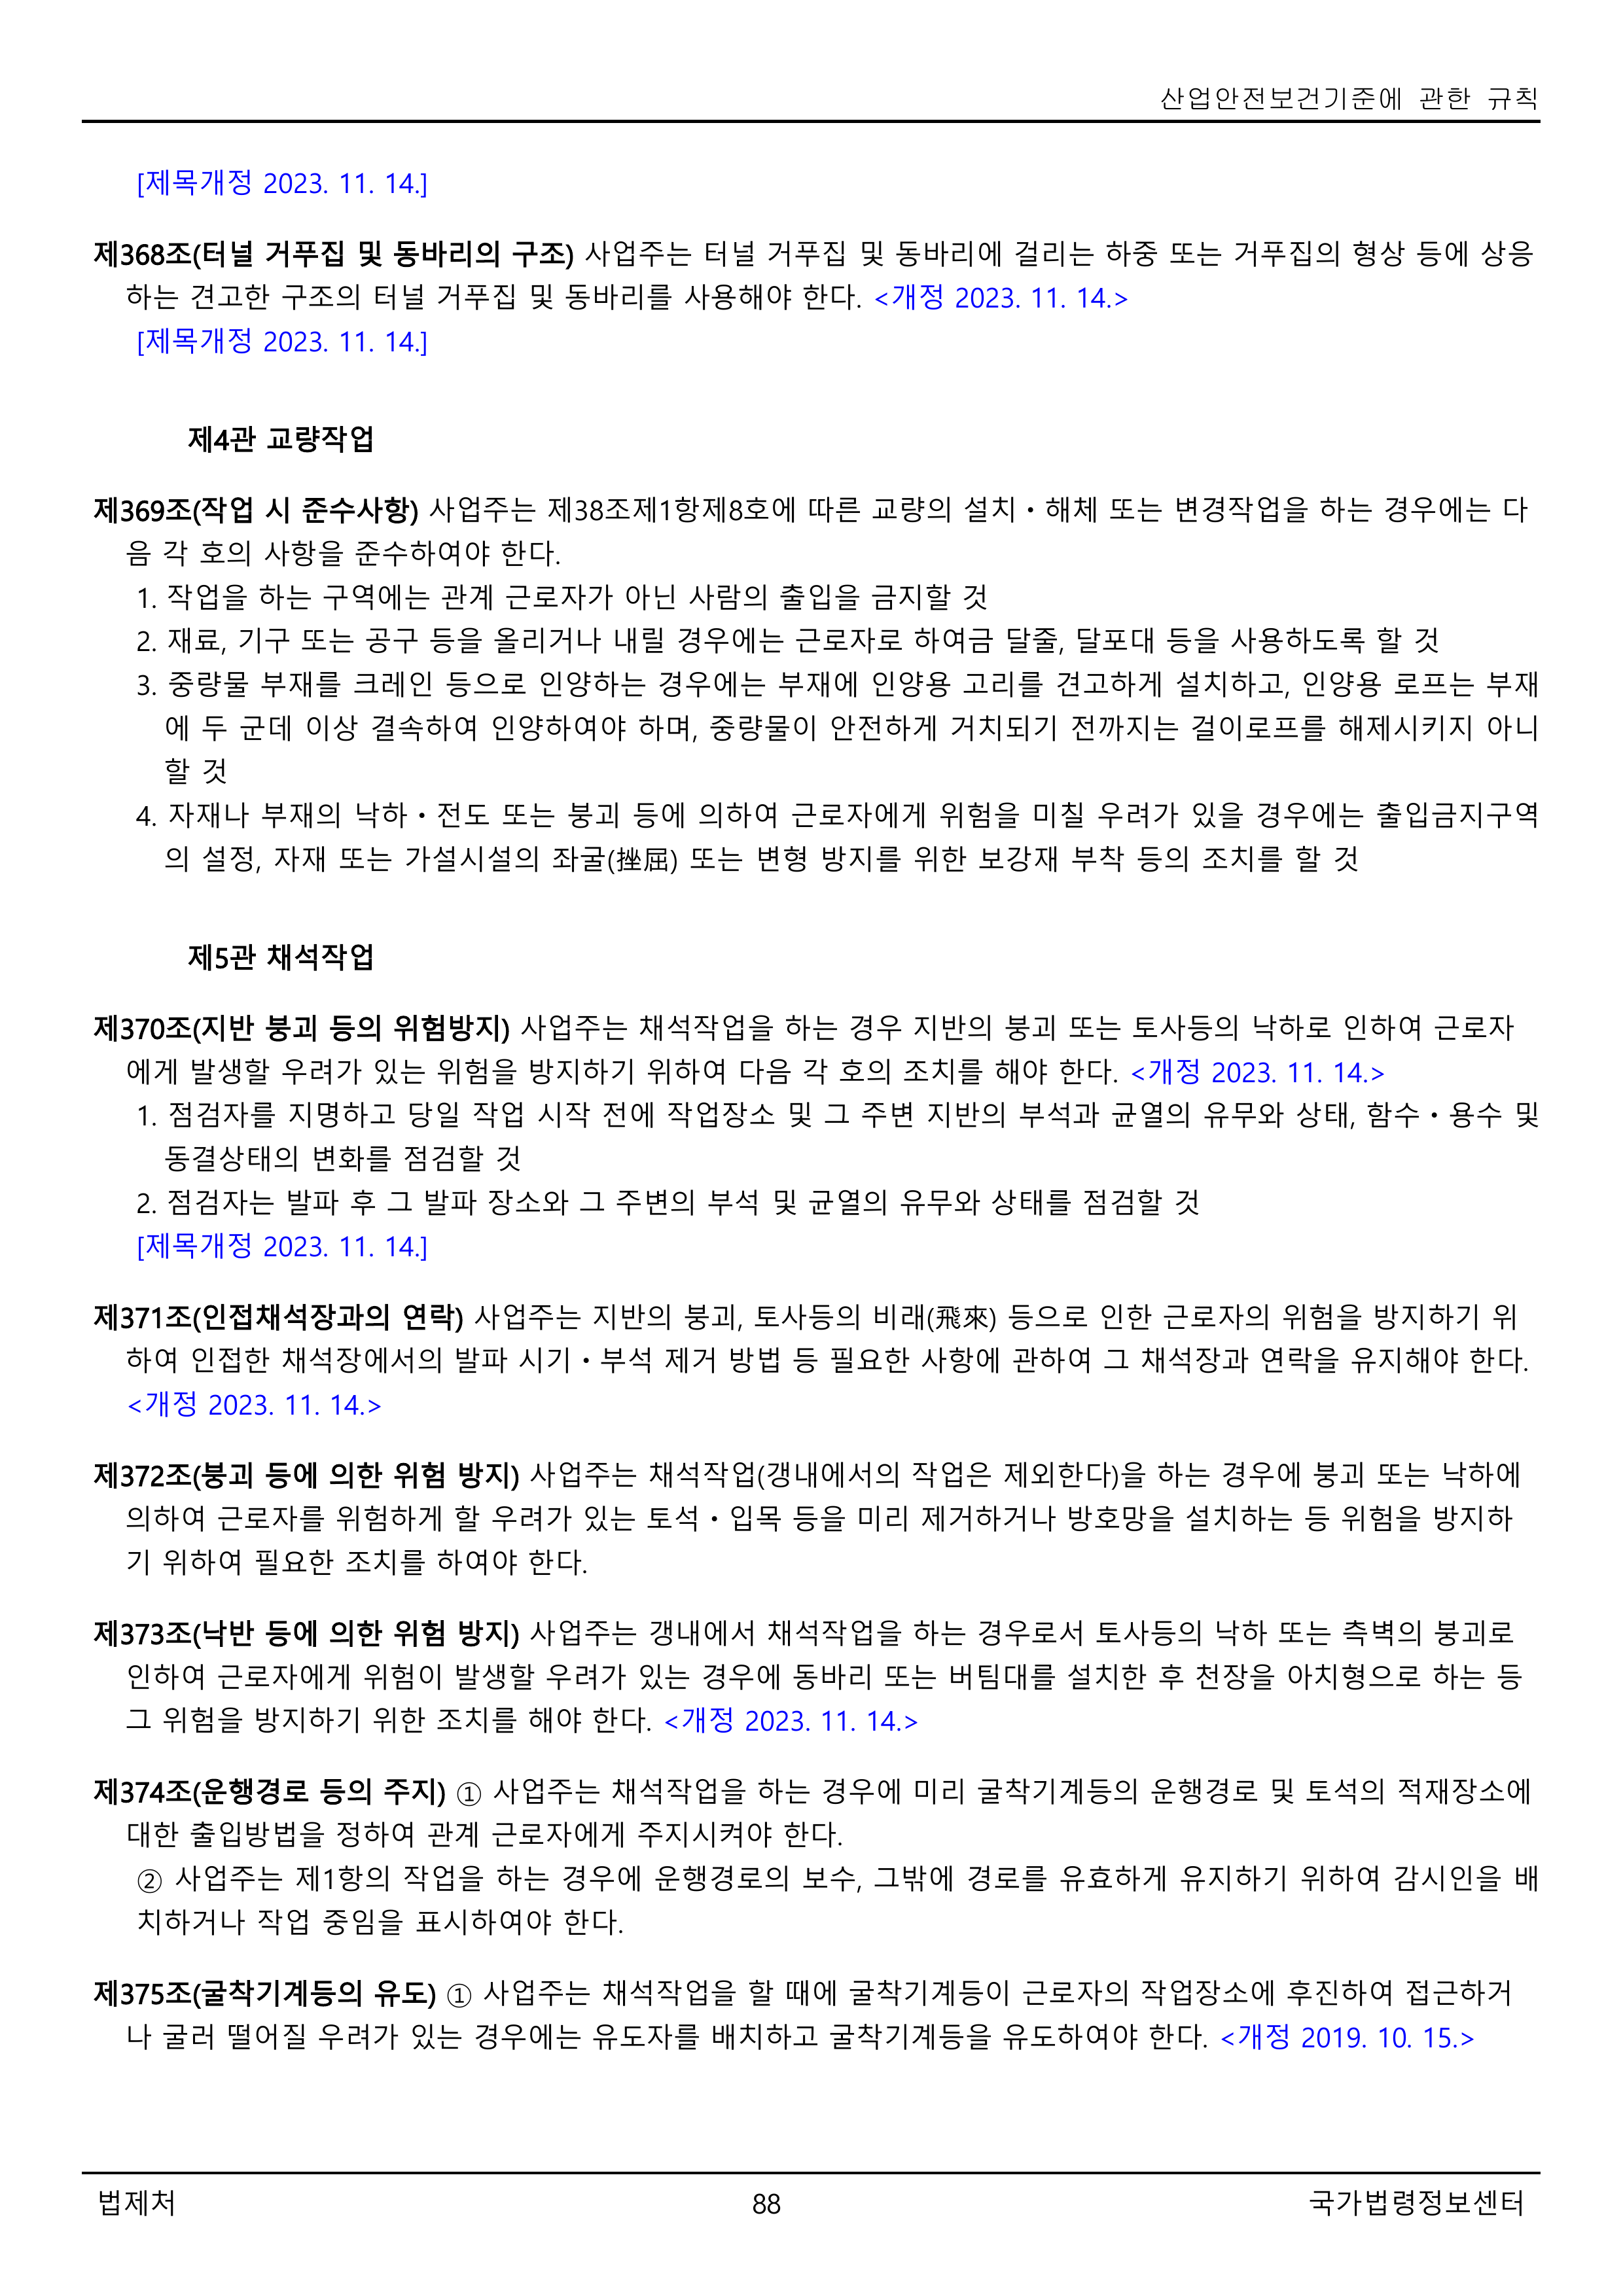 산업안전보건기준에 관한 규칙
[제목개정 2023. 11. 14.]
제368조(터널 거푸집 및 동바리의 구조) 사업주는 터널 거푸집 및 동바리에 걸리는 하중 또는 거푸집의 형상 등에 상응
하는 견고한 구조의 터널 거푸집 및 동바리를 사용해야 한다. <개정 2023. 11. 14.>
[제목개정 2023. 11. 14.]
제4관 교량작업
제369조(작업 시 준수사항) 사업주는 제38조제1항제8호에 따른 교량의 설치ㆍ해체 또는 변경작업을 하는 경우에는 다
음 각 호의 사항을 준수하여야 한다.
1. 작업을 하는 구역에는 관계 근로자가 아닌 사람의 출입을 금지할 것
2. 재료, 기구 또는 공구 등을 올리거나 내릴 경우에는 근로자로 하여금 달줄, 달포대 등을 사용하도록 할 것
3. 중량물 부재를 크레인 등으로 인양하는 경우에는 부재에 인양용 고리를 견고하게 설치하고, 인양용 로프는 부재
에 두 군데 이상 결속하여 인양하여야 하며, 중량물이 안전하게 거치되기 전까지는 걸이로프를 해제시키지 아니
할 것
4. 자재나 부재의 낙하ㆍ전도 또는 붕괴 등에 의하여 근로자에게 위험을 미칠 우려가 있을 경우에는 출입금지구역
의 설정, 자재 또는 가설시설의 좌굴(挫屈) 또는 변형 방지를 위한 보강재 부착 등의 조치를 할 것
제5관 채석작업
제370조(지반 붕괴 등의 위험방지) 사업주는 채석작업을 하는 경우 지반의 붕괴 또는 토사등의 낙하로 인하여 근로자
에게 발생할 우려가 있는 위험을 방지하기 위하여 다음 각 호의 조치를 해야 한다. <개정 2023. 11. 14.>
1. 점검자를 지명하고 당일 작업 시작 전에 작업장소 및 그 주변 지반의 부석과 균열의 유무와 상태, 함수ㆍ용수 및
동결상태의 변화를 점검할 것
2. 점검자는 발파 후 그 발파 장소와 그 주변의 부석 및 균열의 유무와 상태를 점검할 것
[제목개정 2023. 11. 14.]
제371조(인접채석장과의 연락) 사업주는 지반의 붕괴, 토사등의 비래(飛來) 등으로 인한 근로자의 위험을 방지하기 위
하여 인접한 채석장에서의 발파 시기ㆍ부석 제거 방법 등 필요한 사항에 관하여 그 채석장과 연락을 유지해야 한다.
<개정 2023. 11. 14.>
제372조(붕괴 등에 의한 위험 방지) 사업주는 채석작업(갱내에서의 작업은 제외한다)을 하는 경우에 붕괴 또는 낙하에
의하여 근로자를 위험하게 할 우려가 있는 토석ㆍ입목 등을 미리 제거하거나 방호망을 설치하는 등 위험을 방지하
기 위하여 필요한 조치를 하여야 한다.
제373조(낙반 등에 의한 위험 방지) 사업주는 갱내에서 채석작업을 하는 경우로서 토사등의 낙하 또는 측벽의 붕괴로
인하여 근로자에게 위험이 발생할 우려가 있는 경우에 동바리 또는 버팀대를 설치한 후 천장을 아치형으로 하는 등
그 위험을 방지하기 위한 조치를 해야 한다. <개정 2023. 11. 14.>
제374조(운행경로 등의 주지) ① 사업주는 채석작업을 하는 경우에 미리 굴착기계등의 운행경로 및 토석의 적재장소에
대한 출입방법을 정하여 관계 근로자에게 주지시켜야 한다.
② 사업주는 제1항의 작업을 하는 경우에 운행경로의 보수, 그밖에 경로를 유효하게 유지하기 위하여 감시인을 배
치하거나 작업 중임을 표시하여야 한다.
제375조(굴착기계등의 유도) ① 사업주는 채석작업을 할 때에 굴착기계등이 근로자의 작업장소에 후진하여 접근하거
나 굴러 떨어질 우려가 있는 경우에는 유도자를 배치하고 굴착기계등을 유도하여야 한다. <개정 2019. 10. 15.>
법제처
88
국가법령정보센터